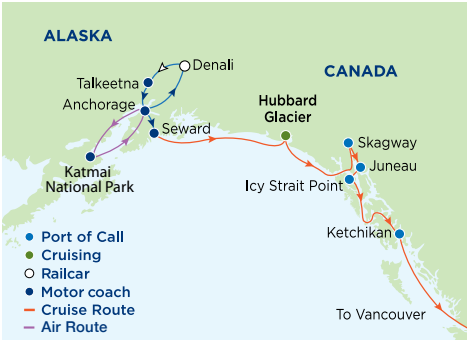 ALASKA
Denali
CANADA
Talkeetna
Anchorage
Hubbard
Glacier
Seward
Skagway
Juneau
Katmai
National Park
Icy Strait Point
Ketchikan
Port of Call
Cruising
Railcar
Motor coach
Cruise Route
Air Route
To Vancouver